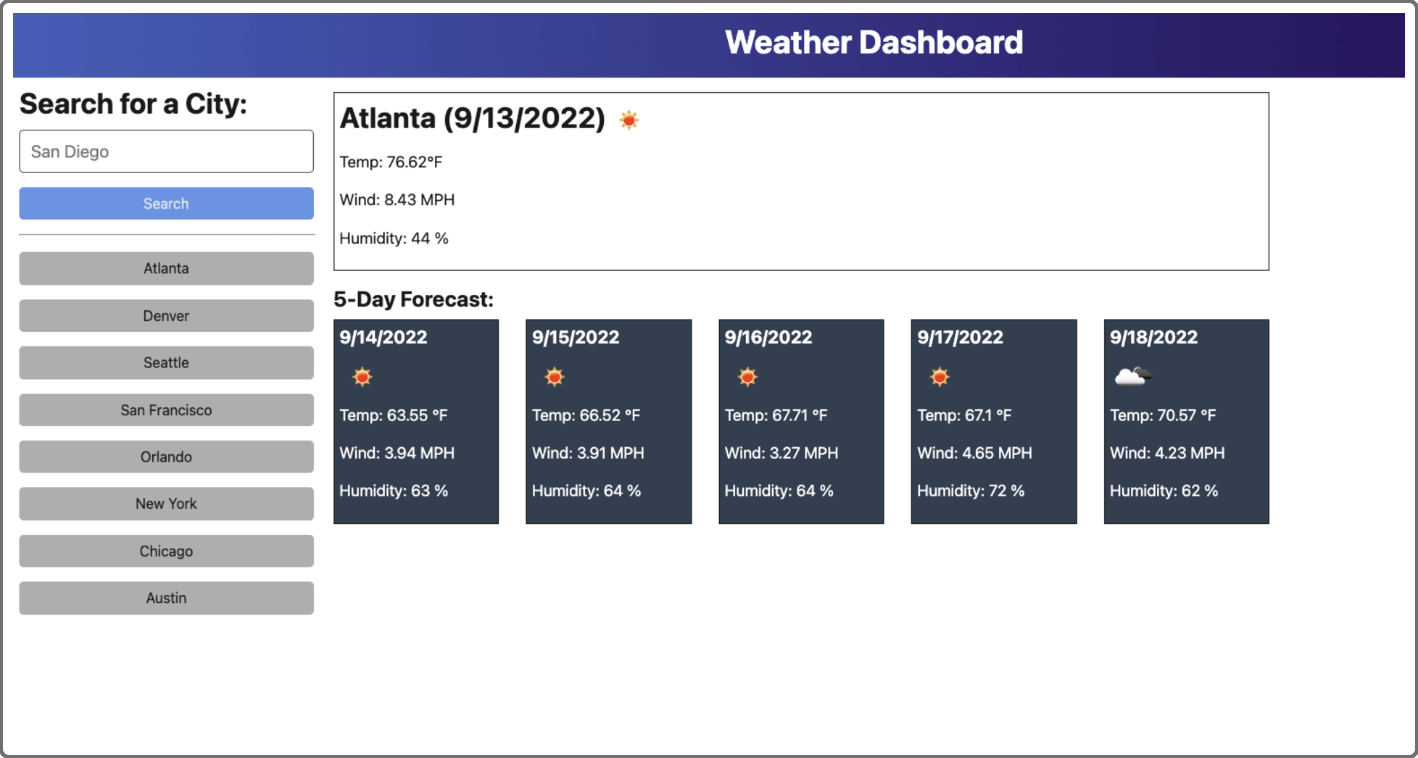 Weather Dashboard
Search for a City:
San Diego
Search
Atlanta
Denver
Seattle
San Francisco
Orlando
New York
Chicago
Austin
Atlanta (9/13/2022)
Temp: 76.62°F
Wind: 8.43 MPH
Humidity: 44 %
5-Day Forecast:
9/14/2022
Temp: 63.55 °F
Wind: 3.94 MPH
Humidity: 63 %
9/15/2022
Temp: 66.52 °F
Wind: 3.91 MPH
Humidity: 64 %
9/16/2022
Temp: 67.71 °F
Wind: 3.27 MPH
Humidity: 64 %
9/17/2022
Temp: 67.1 °F
Wind: 4.65 MPH
Humidity: 72 %
9/18/2022
Temp: 70.57 °F
Wind: 4.23 MPH
Humidity: 62 %